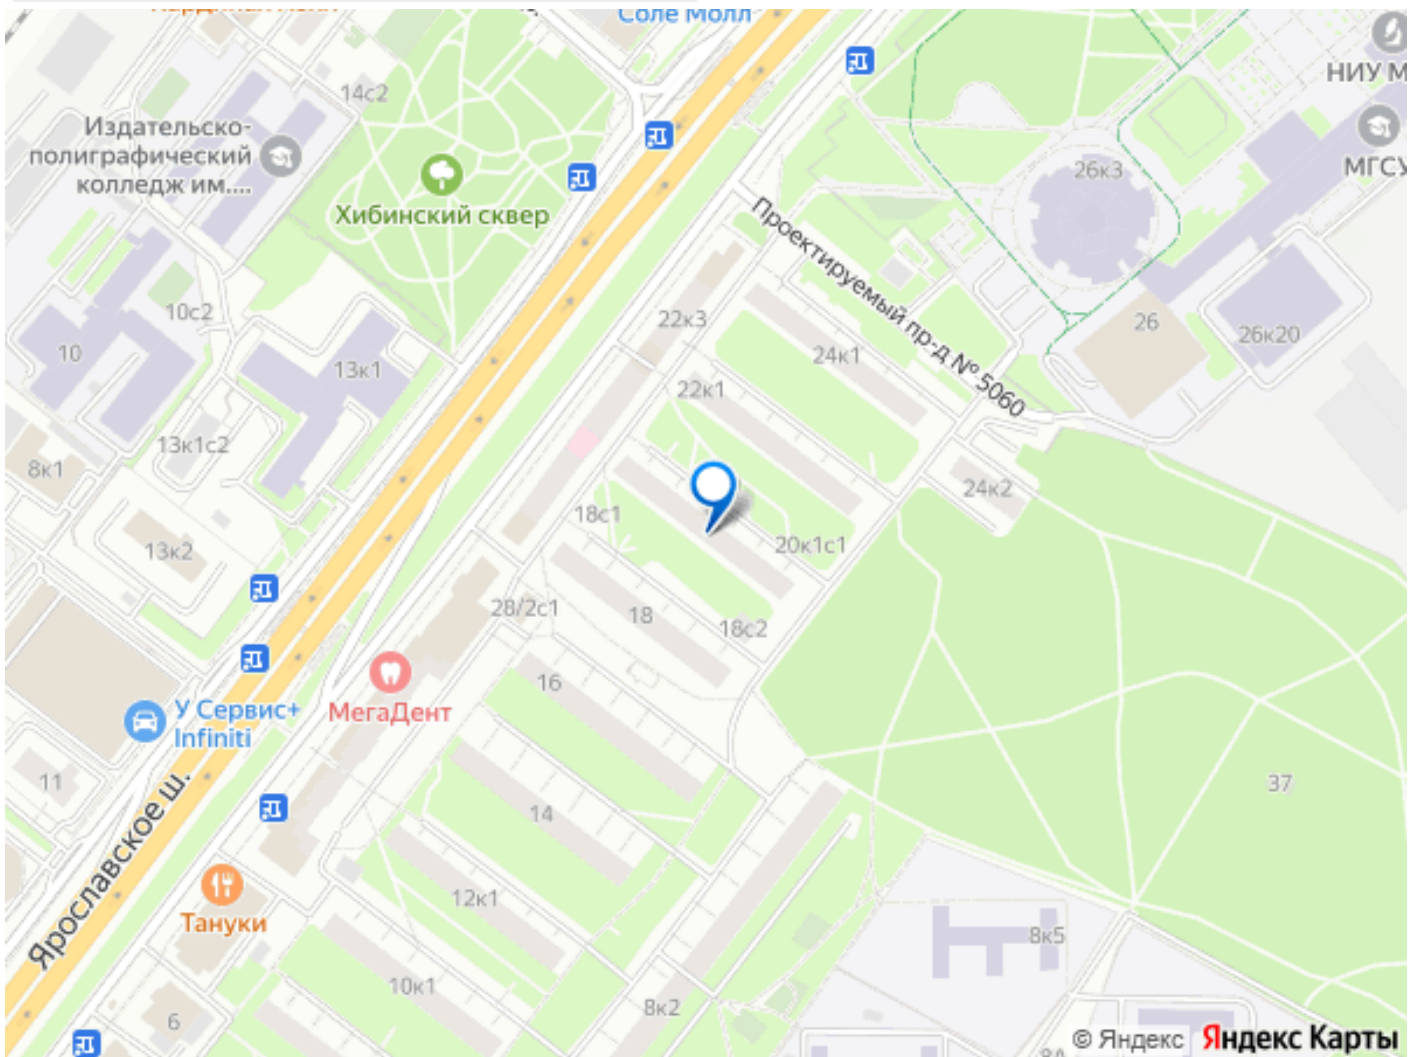 Соле Молл
14с2
НИУ М
МГСУ
Издательско-
полиграфический
колледж им....
Хибинский сквер
26к3
Проектируемый пр-д № 5060
10с2
22к3
26
26к20
10
13к1
24к1
22к1
13к1с2
8к1
24к2
18с1
13к2
20к1с1
28/2с1
18
18с2
16
У Сервис+
Infiniti
МегаДент
11
37
14
Ярославское ш.
12к1
Тануки
8к5
10к1
8к2
6
© Яндекс Яндекс Карты